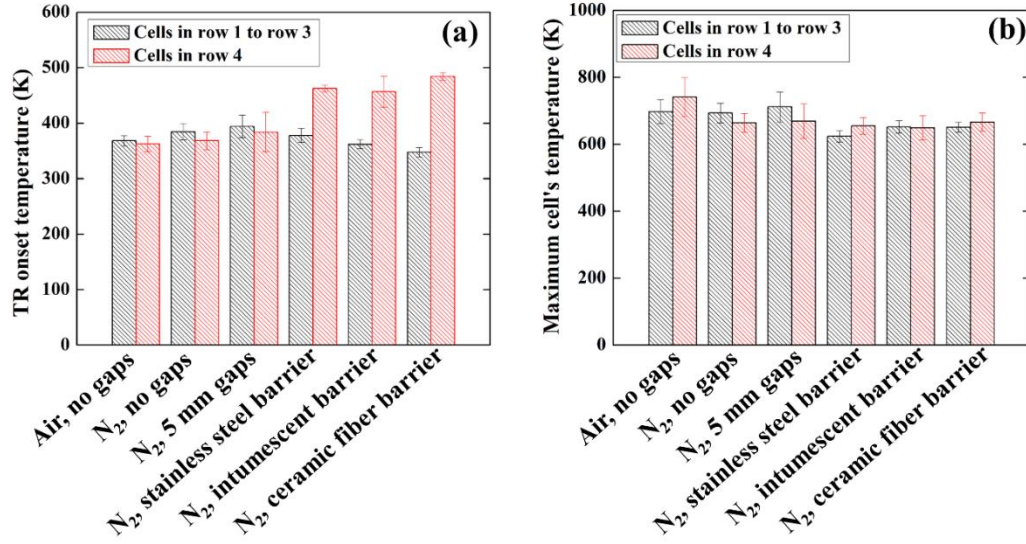 (a)
Cells in row 1 to row 3
Cells in row 4
TR onset temperature (K)
600
500
400
300
200
100
0
Air, no gaps
N₂, no gaps
N₂, 5 mm gaps
N₂, stainless steel barrier
N₂, intumescent barrier
N₂, ceramic fiber barrier
(b)
Cells in row 1 to row 3
Cells in row 4
Maximum cell's temperature (K)
1000
800
600
400
200
0
Air, no gaps
N₂, no gaps
N₂, 5 mm gaps
N₂, stainless steel barrier
N₂, intumescent barrier
N₂, ceramic fiber barrier